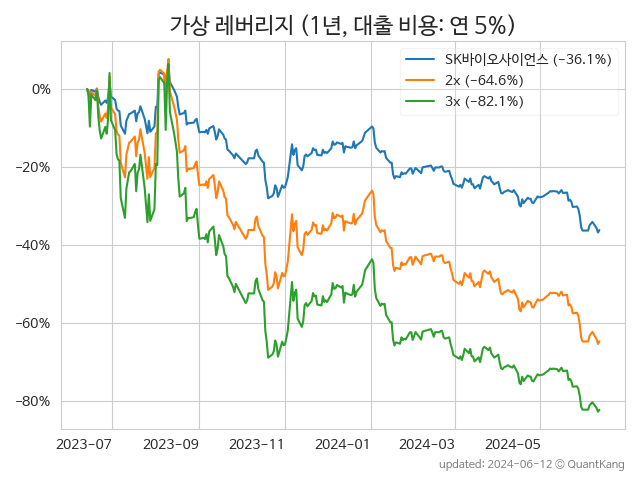 가상 레버리지 (1년, 대출 비용: 연 5%)
SK바이오사이언스 (−36.1%)
2x (−64.6%)
3x (−82.1%)
0%
−20%
−40%
−60%
−80%
2023-07 2023-09 2023-11 2024-01 2024-03 2024-05
updated: 2024-06-12 © QuantKang